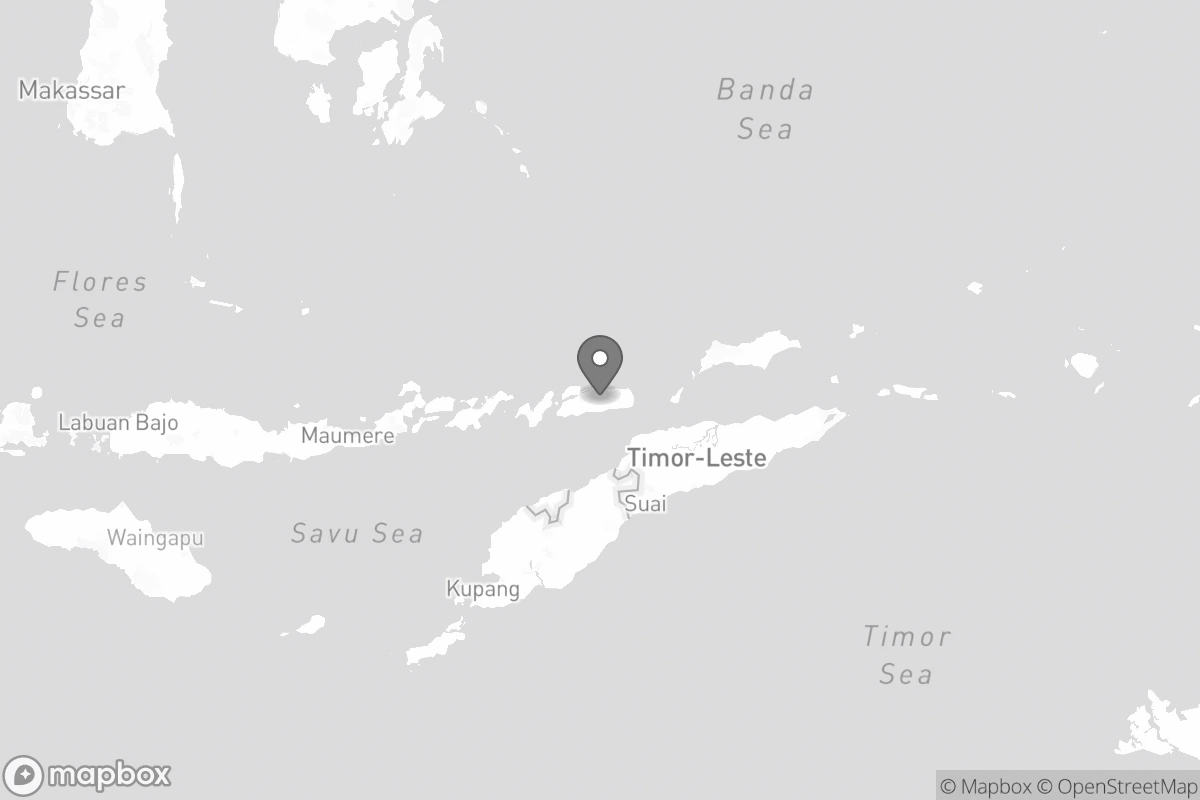 Makassar
Banda
Sea
Flores
Sea
Labuan Bajo
Maumere
Timor-Leste
Suai
Waingapu
Savu Sea
Kupang
Timor
Sea
mapbox
© Mapbox © OpenStreetMap